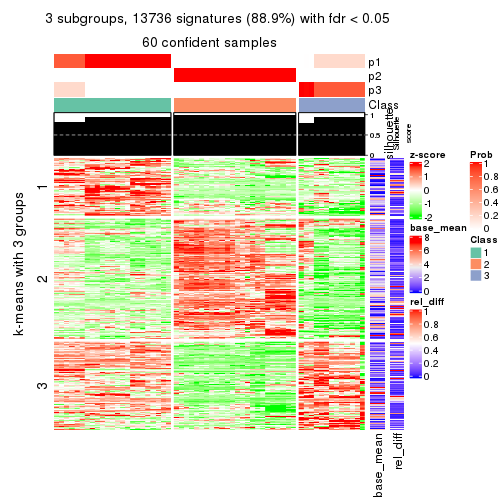 3 subgroups, 13736 signatures (88.9%) with fdr < 0.05
60 confident samples
p1
p2
p3
Class
1
0.5
0
silhouette
Silhouette
score
k-means with 3 groups
1
2
3
base_mean
rel_diff
z-score
2
1
0
-1
-2
base_mean
8
6
4
2
0
rel_diff
1
0.8
0.6
0.4
0.2
0
Prob
1
0.8
0.6
0.4
0.2
0
Class
1
2
3